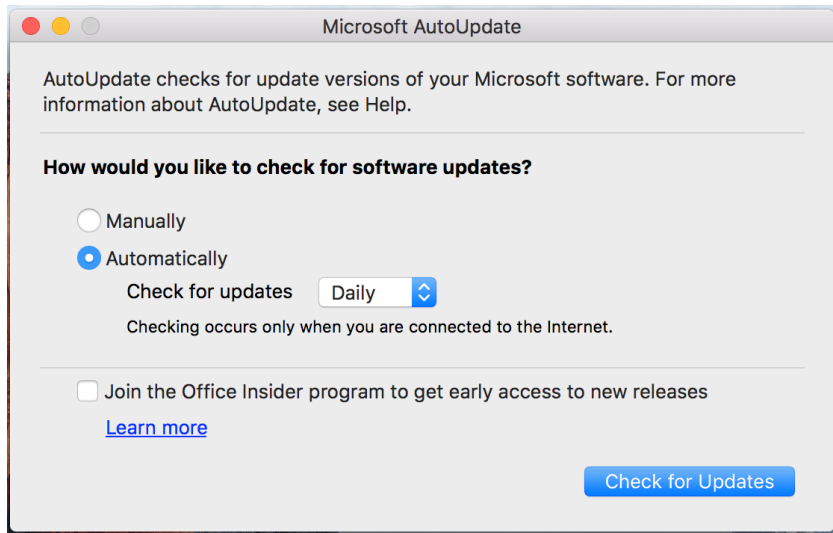 Microsoft AutoUpdate
AutoUpdate checks for update versions of your Microsoft software. For more
information about AutoUpdate, see Help.
How would you like to check for software updates?
Manually
Automatically
Check for updates Daily
Checking occurs only when you are connected to the Internet.
Join the Office Insider program to get early access to new releases
Learn more
Check for Updates